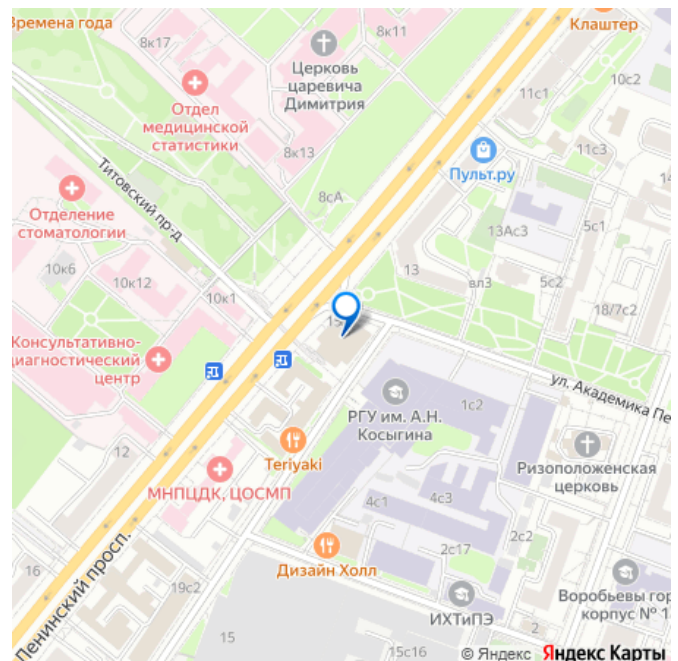 Времена года
8к17
8к11
Клаштер
Церковь
царевича
Димитрия
10с2
11с1
Отдел
медицинской
статистики
8к13
Пульт.ру
11с3
14
Титовский пр-д
8сА
Отделение
стоматологии
13Ас3
5с1
10к6
10к12
10к1
13
вл3
5с2
18/7с2
Консультативно-
диагностический
центр
ул. Академика Пе
РГУ им. А.Н.
Косыгина
1с2
Teriyaki
12
МНПЦДК, ЦОСМП
Ризоположенская
церковь
4с1
4с3
2с2
2с17
Дизайн Холл
Ленинский просп.
16
19с2
ИХТиПЭ
Воробьевы гор
корпус № 1
15
15с16
2
© Яндекс Яндекс Карты